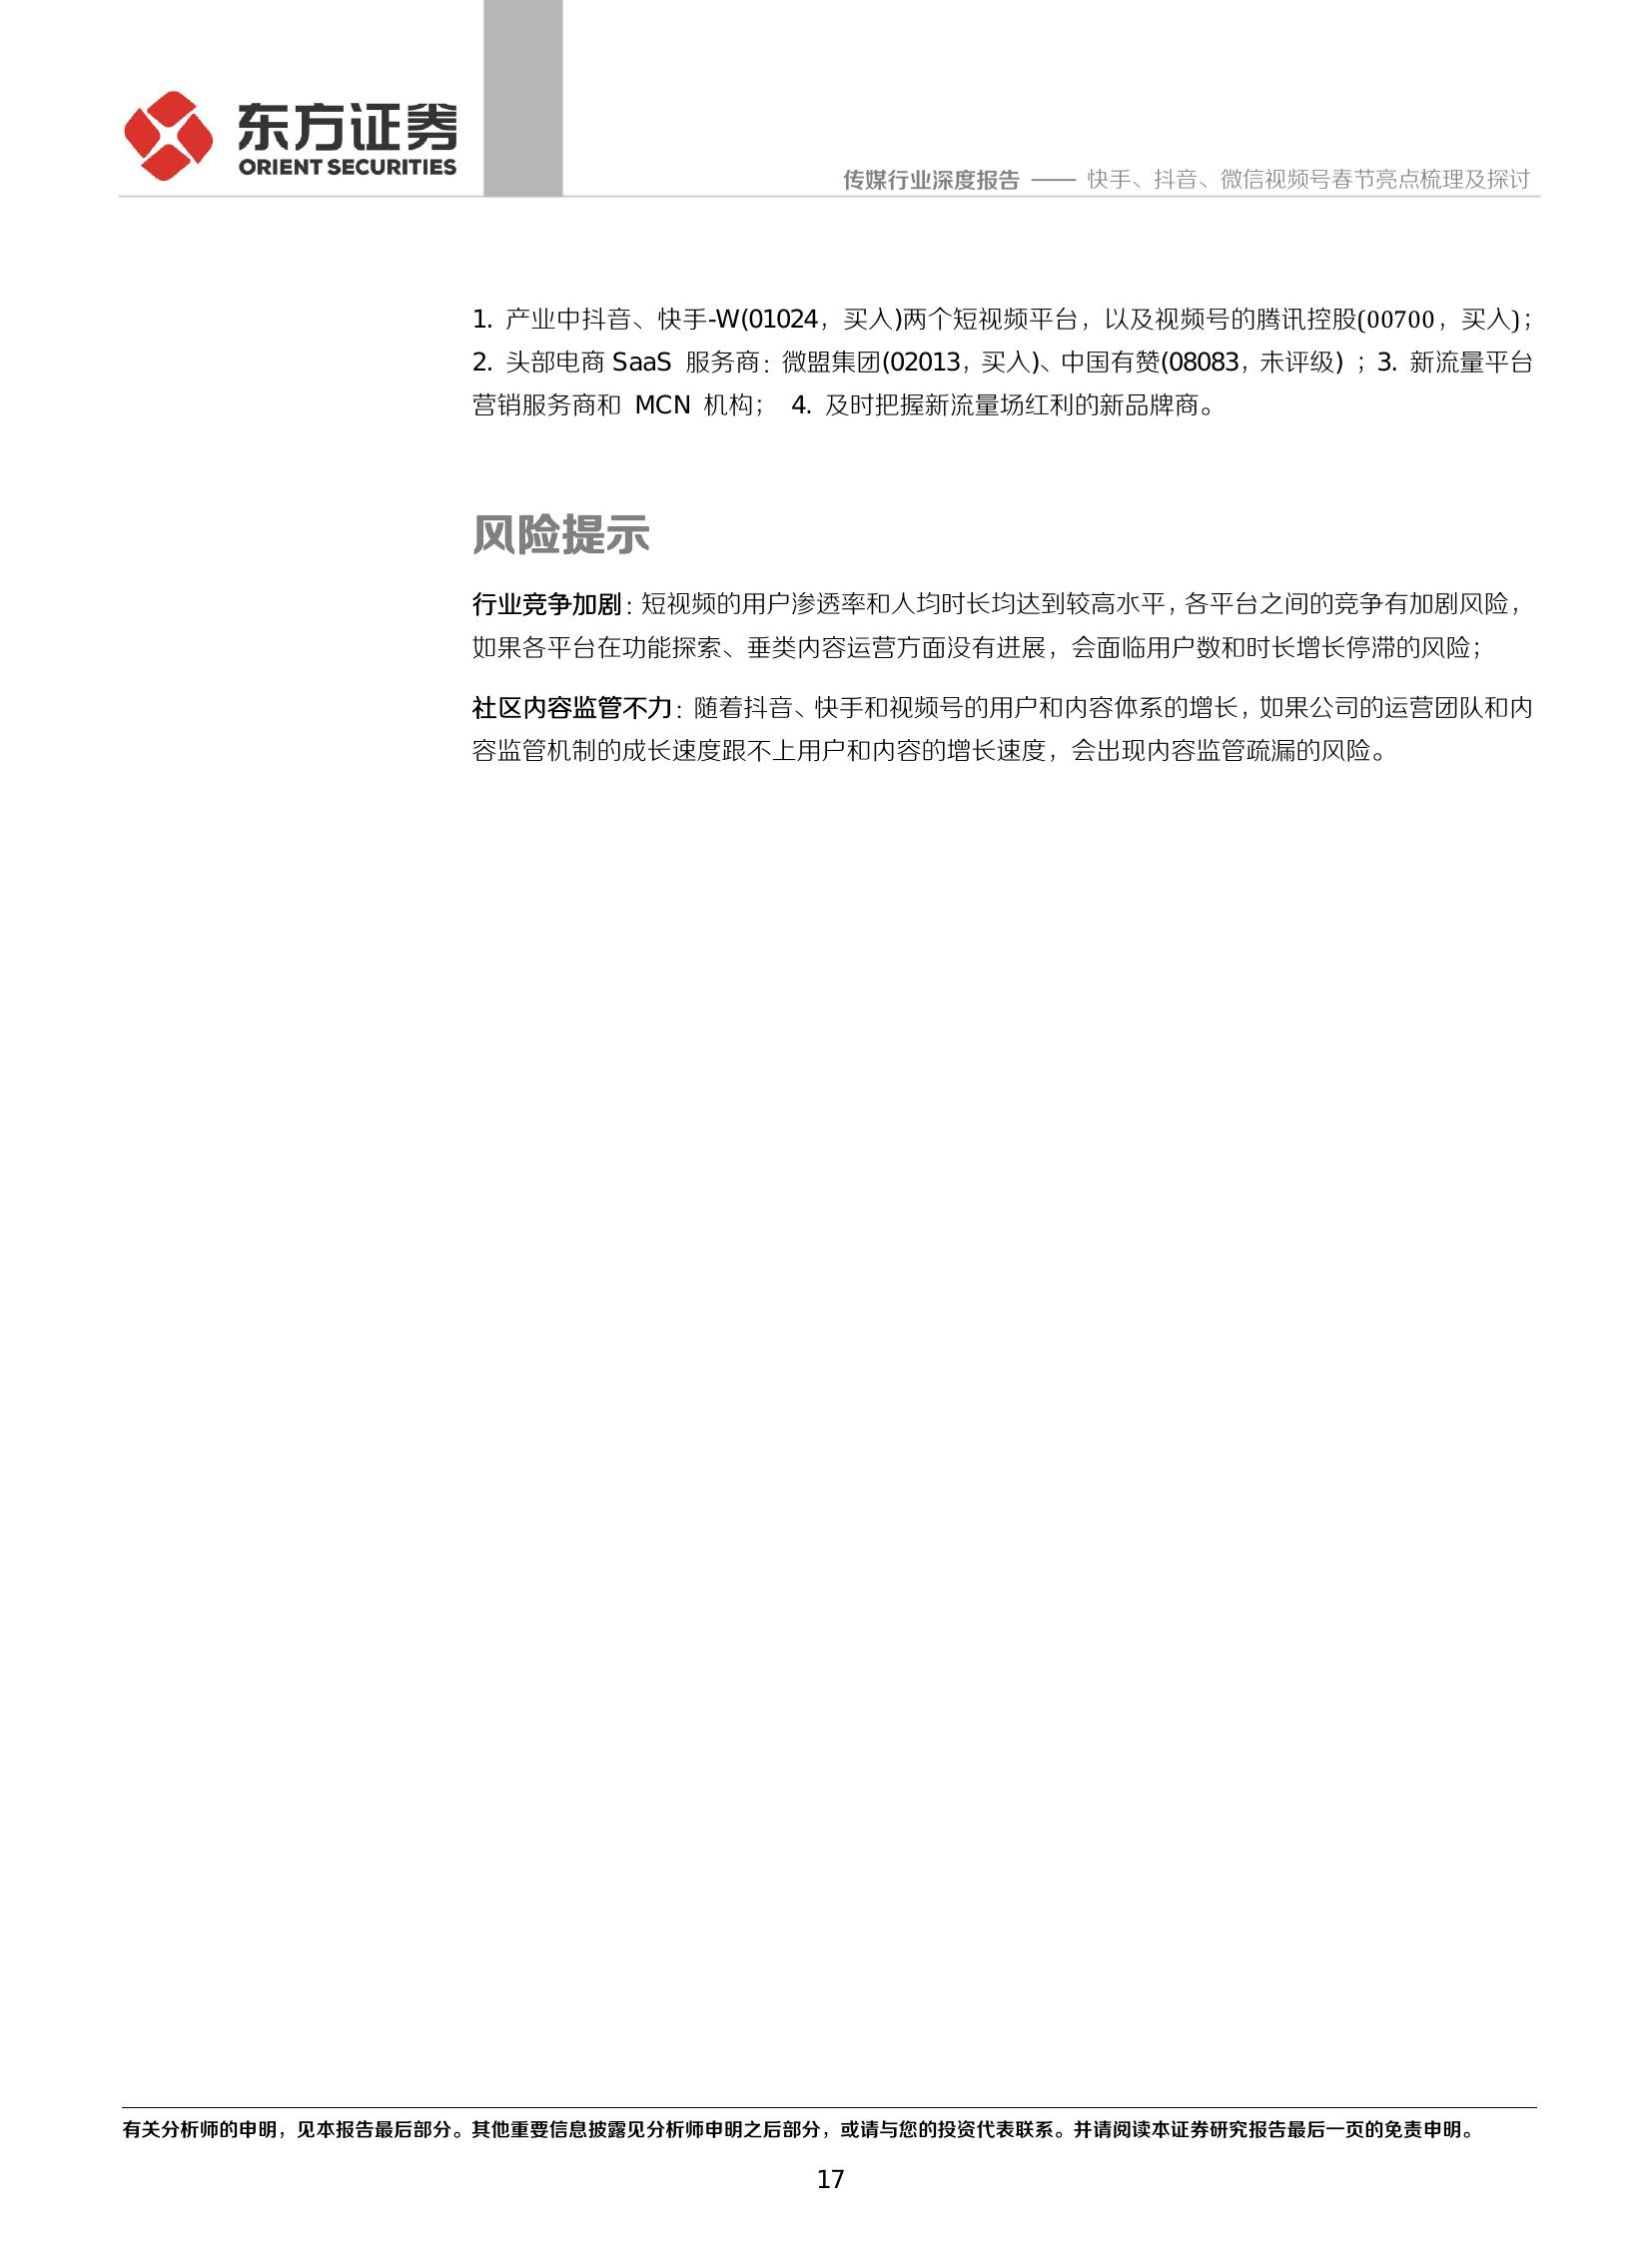 东方证券
ORIENT SECURITIES
传媒行业深度报告 —— 快手、抖音、微信视频号春节亮点梳理及探讨
1. 产业中抖音、快手-W(01024，买入)两个短视频平台，以及视频号的腾讯控股(00700，买入)；
2. 头部电商 SaaS 服务商：微盟集团(02013，买入)、中国有赞(08083，未评级) ；3. 新流量平台
营销服务商和 MCN 机构； 4. 及时把握新流量场红利的新品牌商。
风险提示
行业竞争加剧：短视频的用户渗透率和人均时长均达到较高水平，各平台之间的竞争有加剧风险，
如果各平台在功能探索、垂类内容运营方面没有进展，会面临用户数和时长增长停滞的风险；
社区内容监管不力：随着抖音、快手和视频号的用户和内容体系的增长，如果公司的运营团队和内
容监管机制的成长速度跟不上用户和内容的增长速度，会出现内容监管疏漏的风险。
有关分析师的申明，见本报告最后部分。其他重要信息披露见分析师申明之后部分，或请与您的投资代表联系。并请阅读本证券研究报告最后一页的免责申明。
17